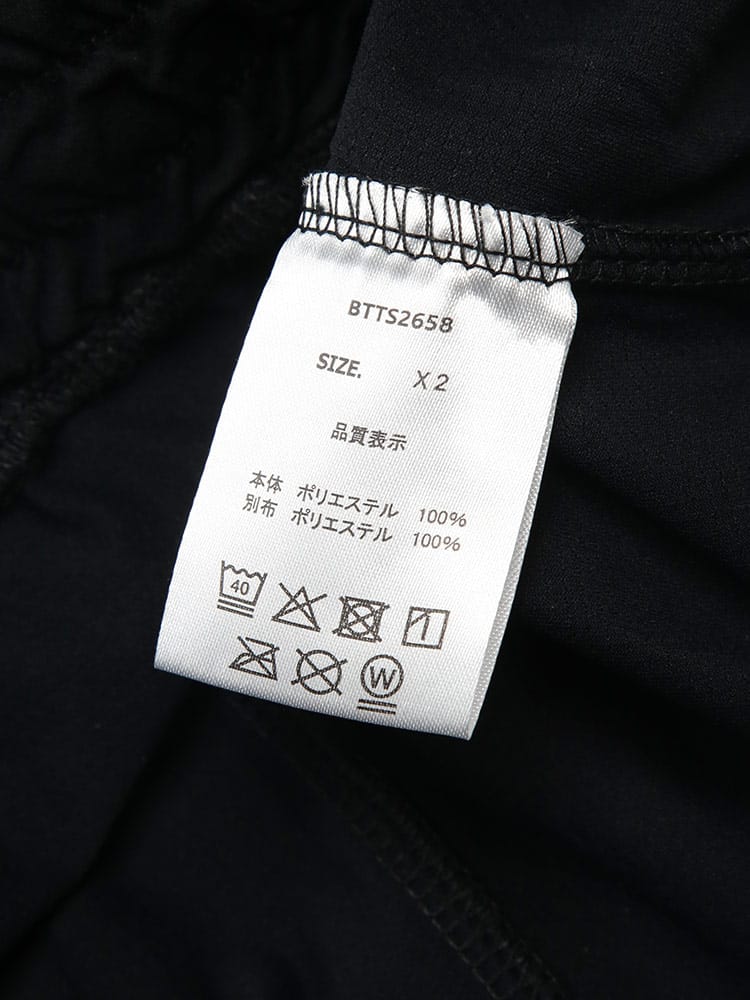 BTTS2658
SIZE. X2
品質表示
本体 ポリエステル 100%
別布 ポリエステル 100%
40
W